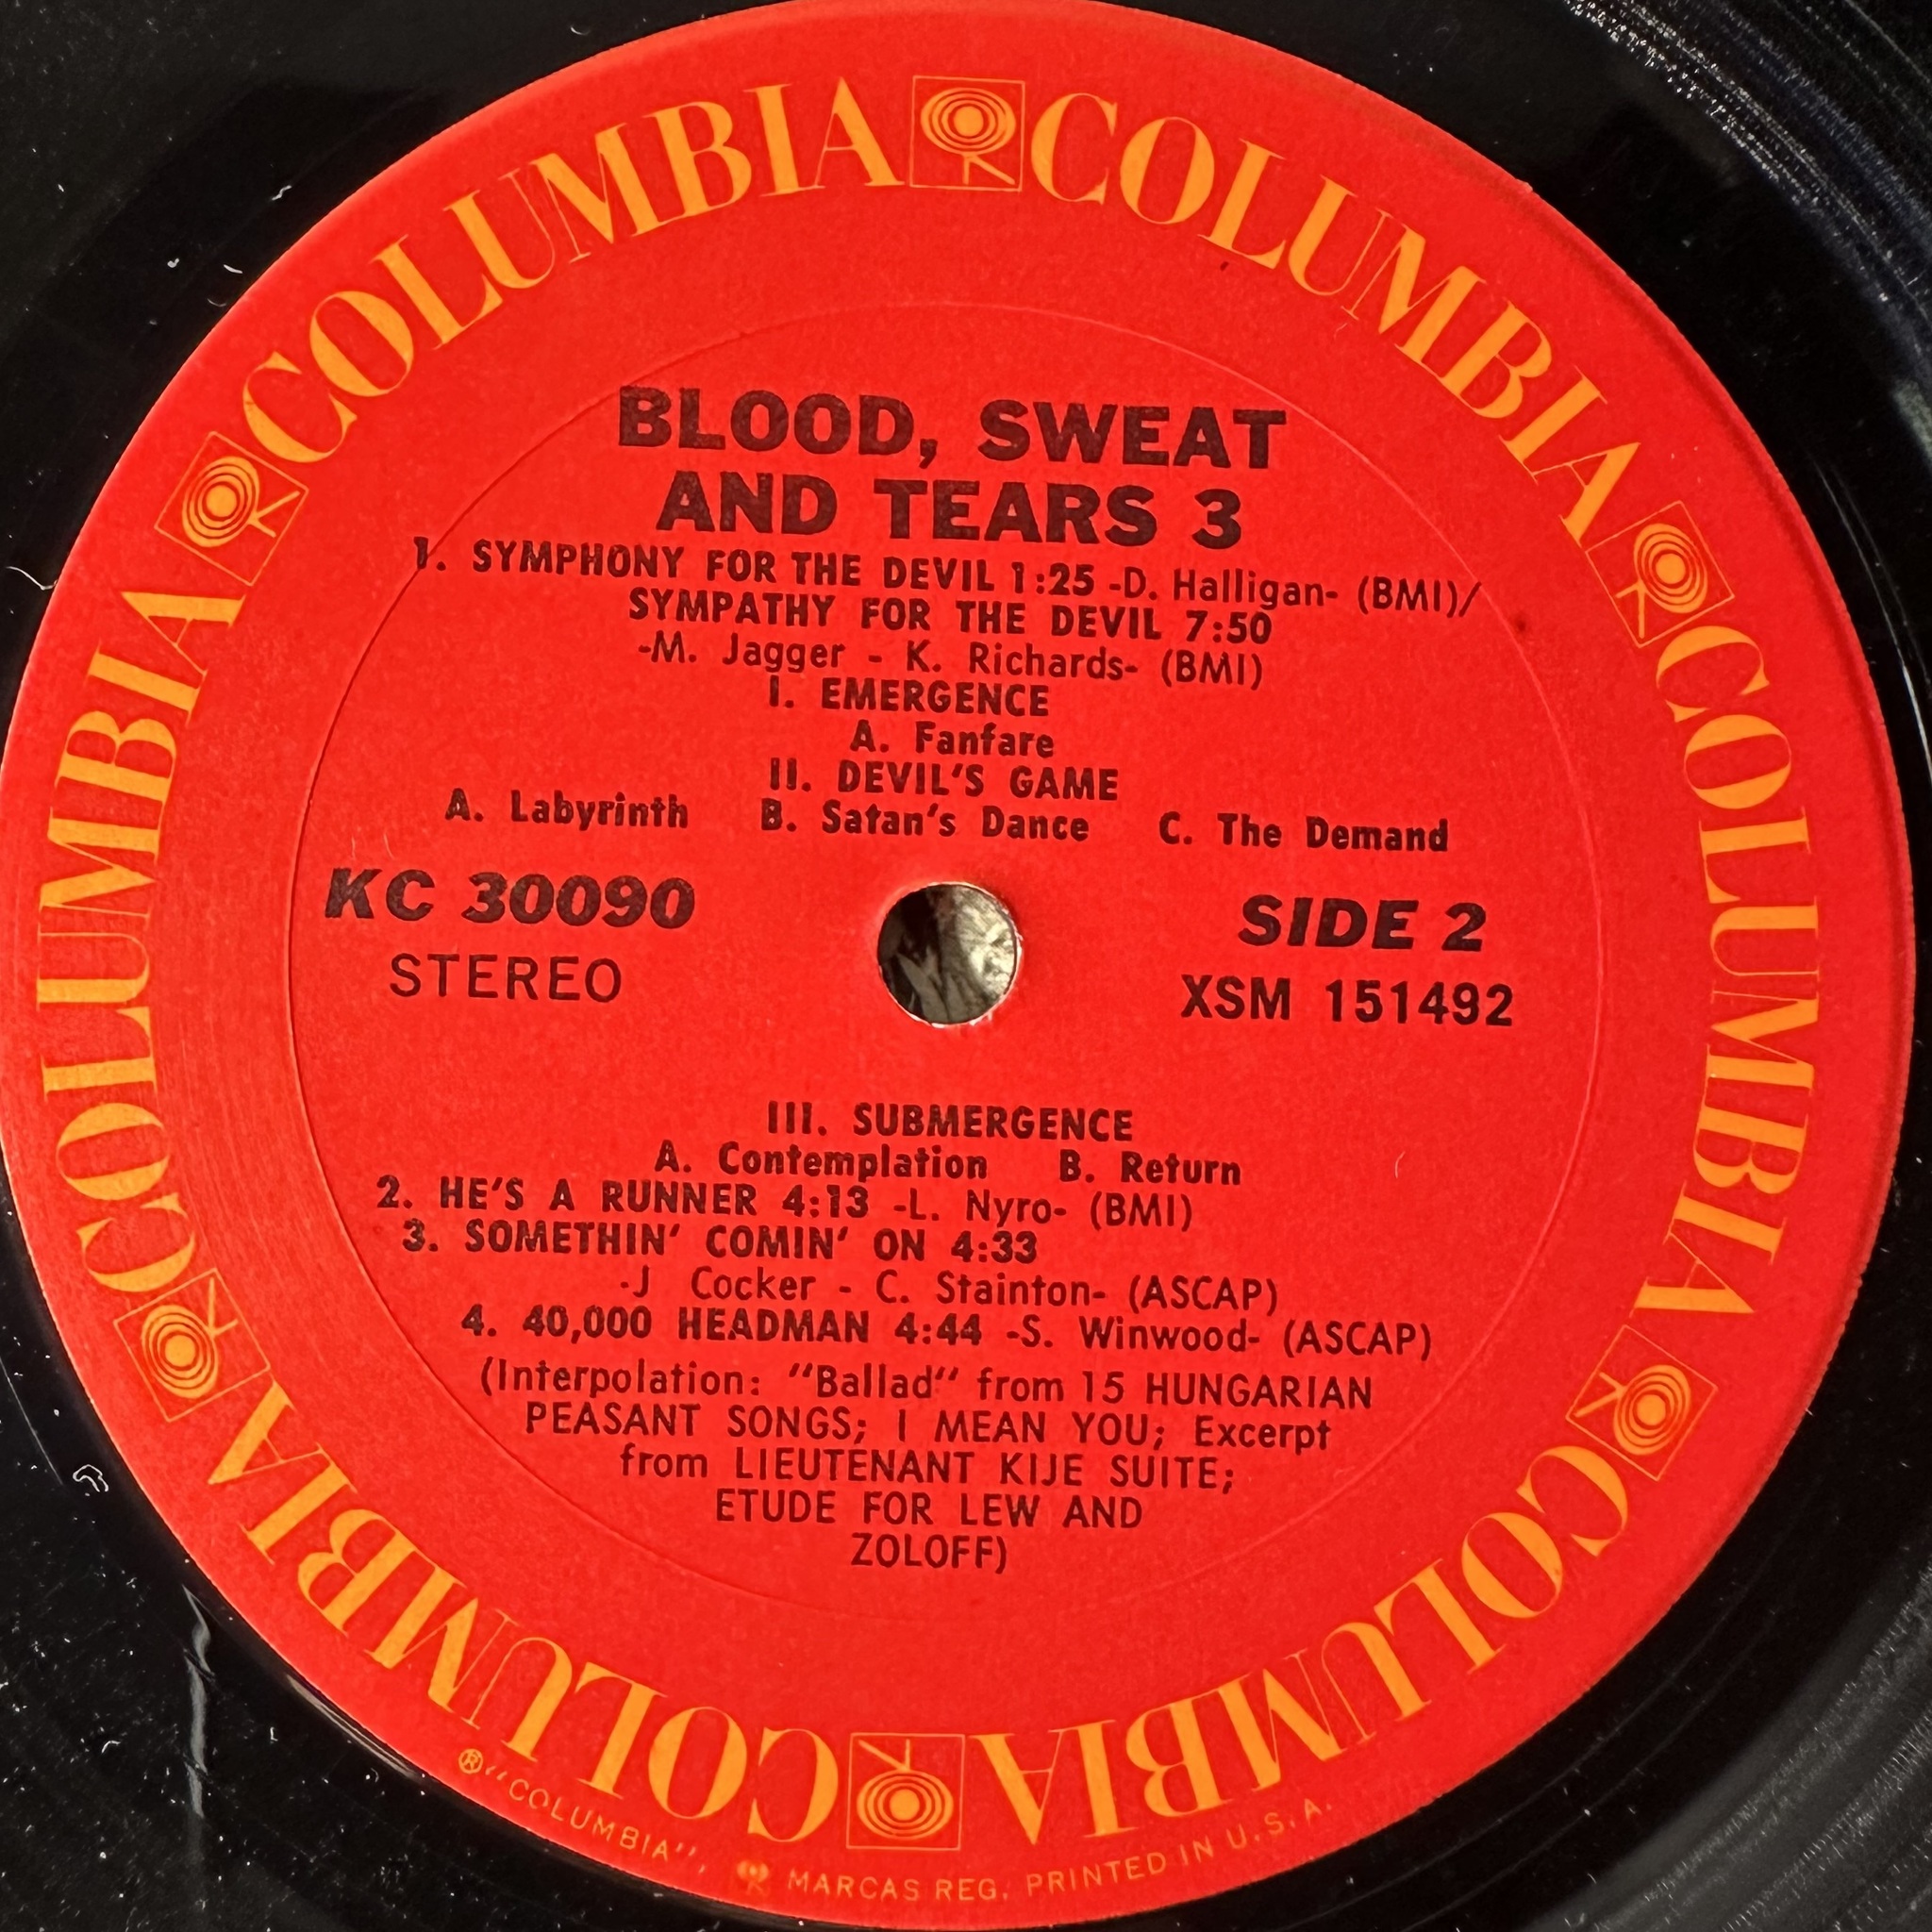 COLUMBIA COLUMBIA COLUMBIA COLUMBIA COLUMBIA COLUMBIA
BLOOD, SWEAT
AND TEARS 3
1. SYMPHONY FOR THE DEVIL 1:25 -D. Halligan- (BMI)/
SYMPATHY FOR THE DEVIL 7:50
-M. Jagger - K. Richards- (BMI)
I. EMERGENCE
A. Fanfare
II. DEVIL'S GAME
A. Labyrinth B. Satan's Dance C. The Demand
KC 30090
STEREO
SIDE 2
XSM 151492
III. SUBMERGENCE
A. Contemplation B. Return
2. HE'S A RUNNER 4:13 -L. Nyro- (BMI)
3. SOMETHIN' COMIN' ON 4:33
-J Cocker - C. Stainton- (ASCAP)
4. 40,000 HEADMAN 4:44 -S. Winwood- (ASCAP)
(Interpolation: "Ballad" from 15 HUNGARIAN
PEASANT SONGS; I MEAN YOU; Excerpt
from LIEUTENANT KIJE SUITE;
ETUDE FOR LEW AND
ZOLOFF)
®"COLUMBIA", MARCAS REG. PRINTED IN U.S.A.